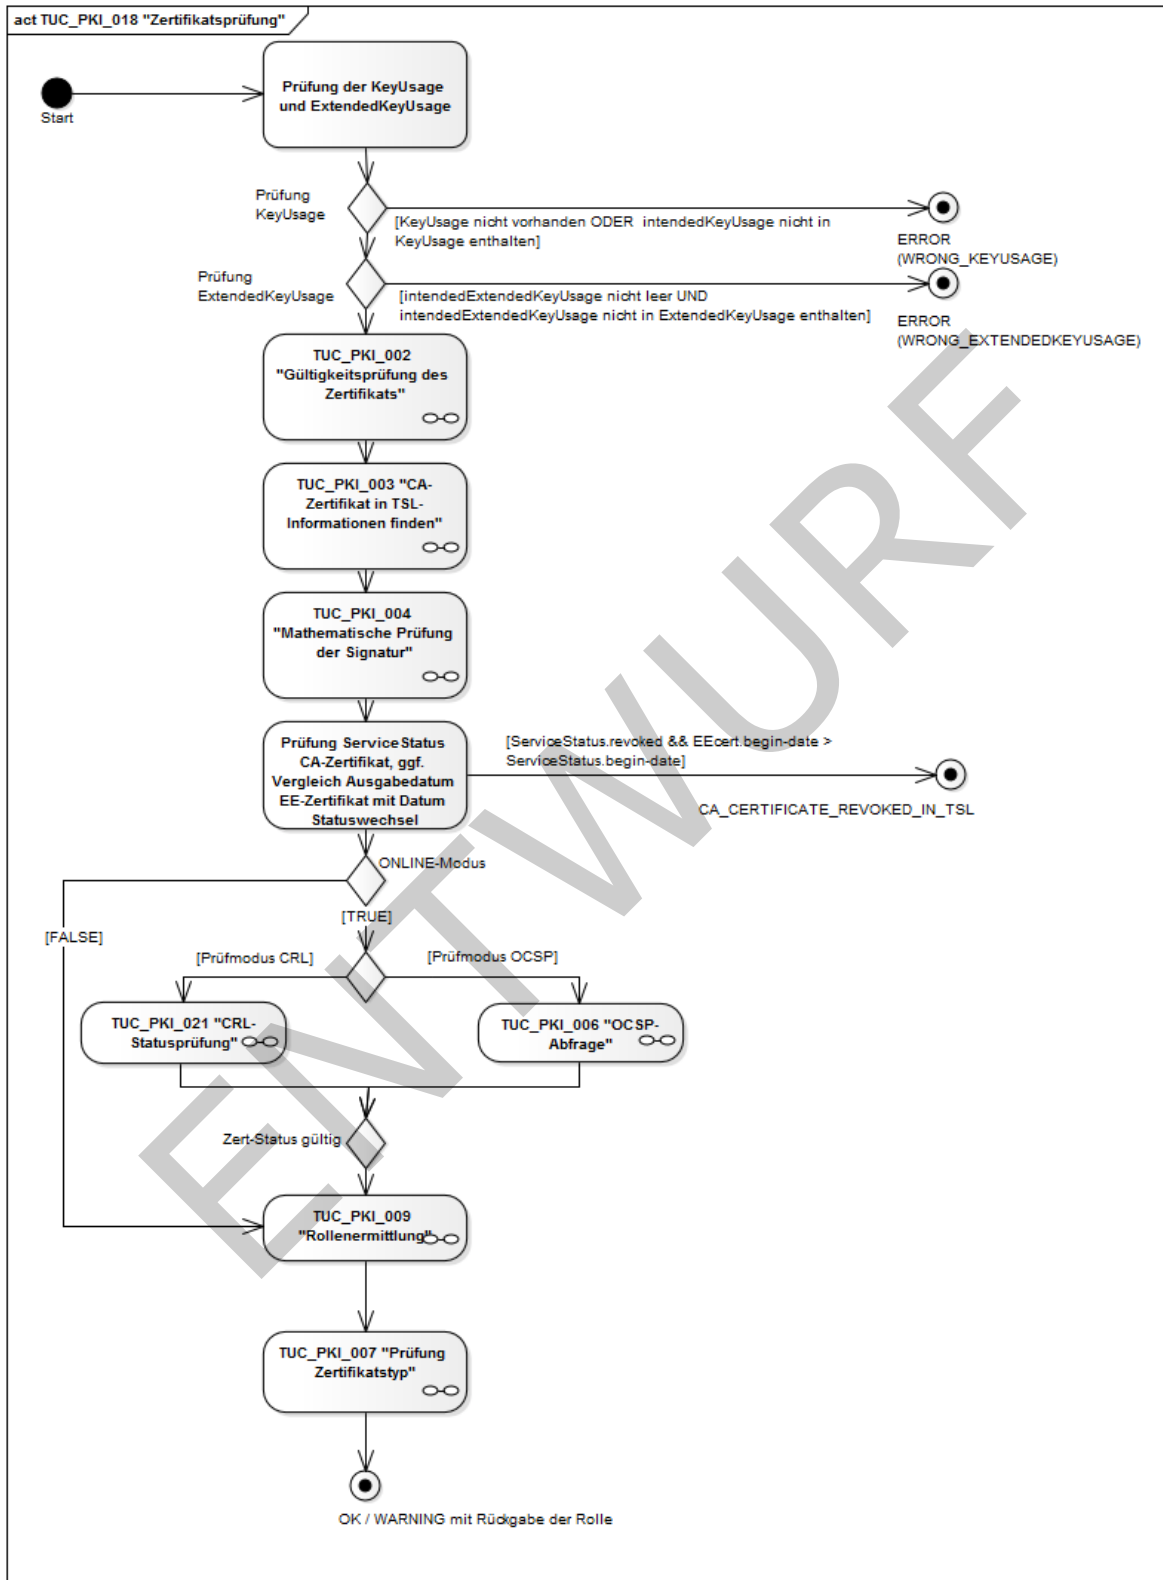 act TUC_PKI_018 "Zertifikatsprüfung"
Prüfung der KeyUsage
und ExtendedKeyUsage
Start
Prüfung
KeyUsage
[KeyUsage nicht vorhanden ODER intendedKeyUsage nicht in
KeyUsage enthalten]
ERROR
(WRONG_KEYUSAGE)
Prüfung
ExtendedKeyUsage
[intendedExtendedKeyUsage nicht leer UND
intendedExtendedKeyUsage nicht in ExtendedKeyUsage enthalten]
ERROR
(WRONG_EXTENDEDKEYUSAGE)
TUC_PKI_002
"Gültigkeitsprüfung des
Zertifikats"
TUC_PKI_003 "CA-
Zertifikat in TSL-
Informationen finden"
TUC_PKI_004
"Mathematische Prüfung
der Signatur"
Prüfung ServiceStatus
CA-Zertifikat, ggf.
Vergleich Ausgabedatum
EE-Zertifikat mit Datum
Statuswechsel
[ServiceStatus.revoked && EEcert.begin-date >
ServiceStatus.begin-date]
CA_CERTIFICATE_REVOKED_IN_TSL
ONLINE-Modus
[TRUE]
[FALSE]
[Prüfmodus CRL]
[Prüfmodus OCSP]
TUC_PKI_021 "CRL-
Statusprüfung"
TUC_PKI_006 "OCSP-
Abfrage"
Zert-Status gültig
TUC_PKI_009
"Rollenermittlung"
TUC_PKI_007 "Prüfung
Zertifikatstyp"
OK / WARNING mit Rückgabe der Rolle
ENTWURF